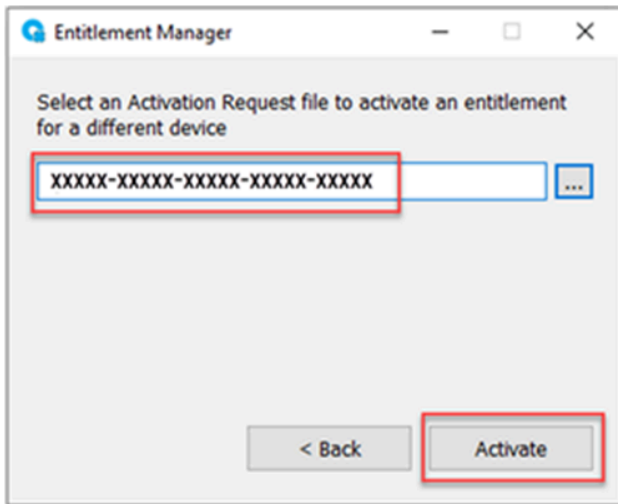 Entitlement Manager
Select an Activation Request file to activate an entitlement
for a different device
XXXXX-XXXXX-XXXXX-XXXXX-XXXXX
...
< Back
Activate